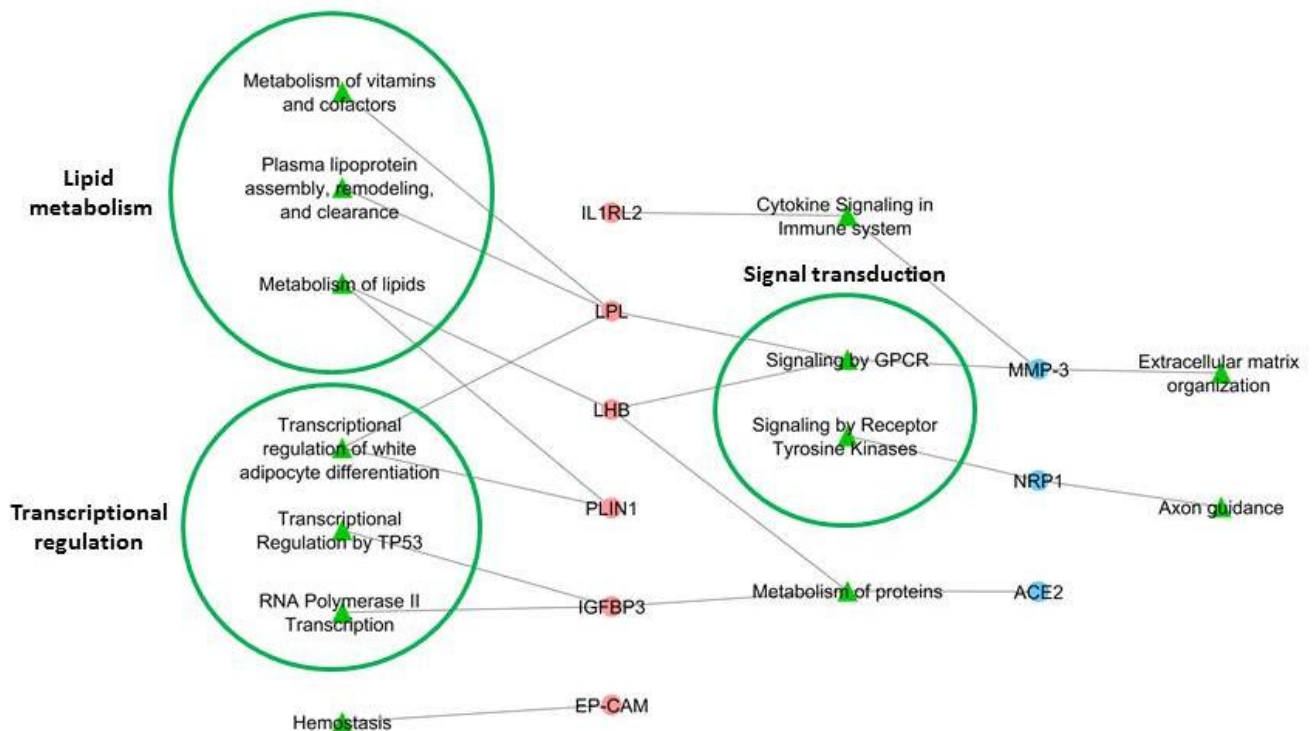 Metabolism of vitamins
and cofactors
Plasma lipoprotein
assembly, remodeling,
and clearance
Lipid
metabolism
Metabolism of lipids
IL1RL2
Cytokine Signaling in
Immune system
Signal transduction
LPL
Signaling by GPCR
MMP-3
Extracellular matrix
organization
LHB
Signaling by Receptor
Tyrosine Kinases
NRP1
Axon guidance
Transcriptional
regulation of white
adipocyte differentiation
PLIN1
Transcriptional
regulation
Transcriptional
Regulation by TP53
RNA Polymerase II
Transcription
IGFBP3
Metabolism of proteins
ACE2
Hemostasis
EP-CAM